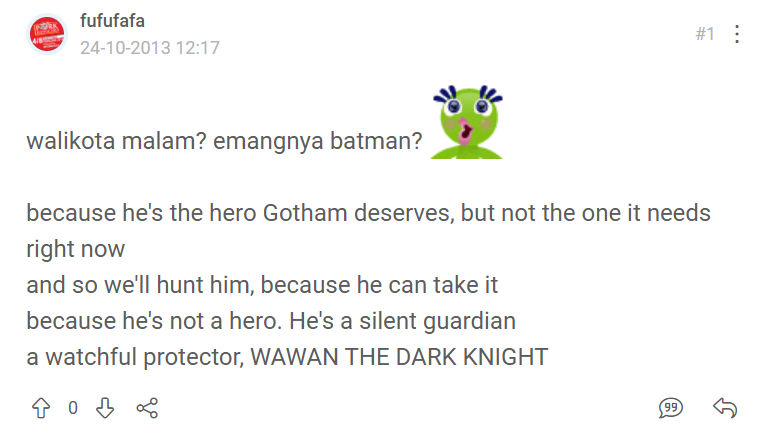 fufufafa
24-10-2013 12:17
#1
walikota malam? emangnya batman?
because he's the hero Gotham deserves, but not the one it needs
right now
and so we'll hunt him, because he can take it
because he's not a hero. He's a silent guardian
a watchful protector, WAWAN THE DARK KNIGHT
0
99